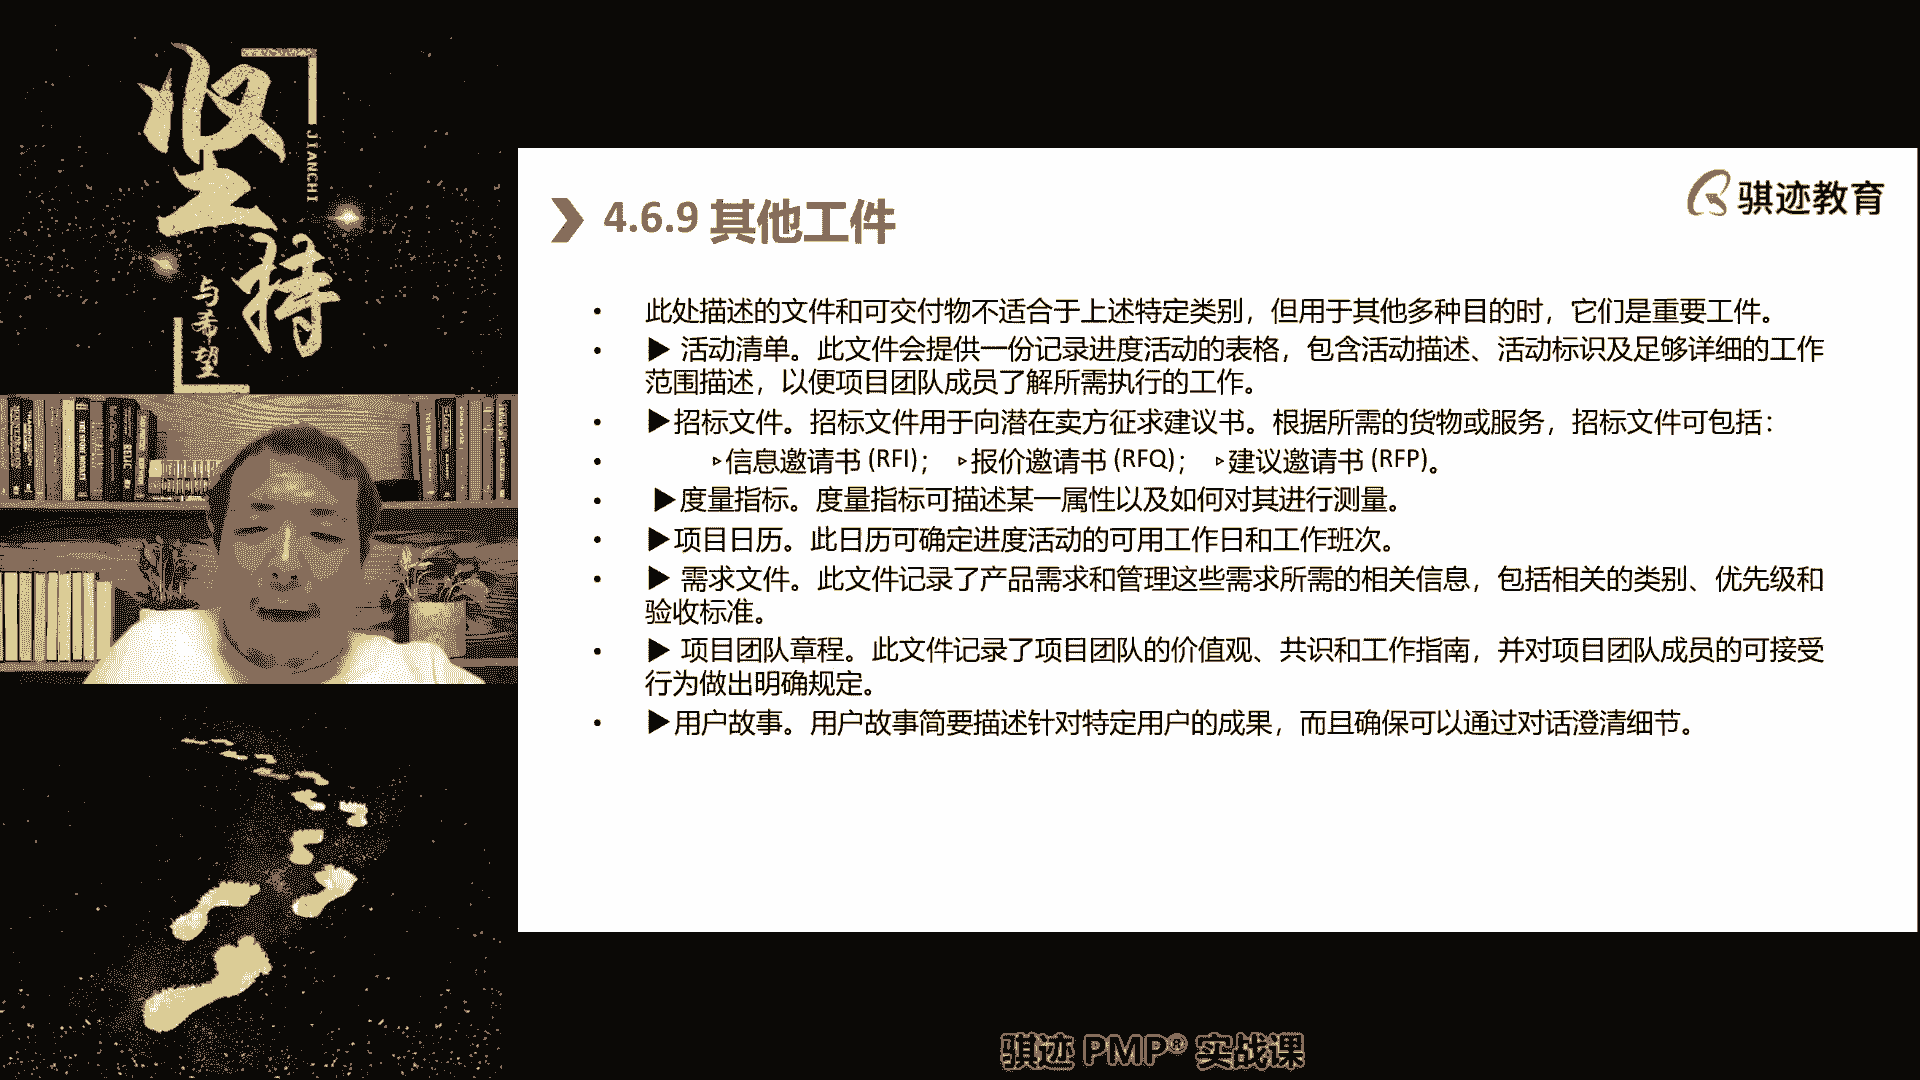 坚持
JIANCHI
与希望
4.6.9 其他工件
骐迹教育
• 此处描述的文件和可交付物不适合于上述特定类别，但用于其他多种目的时，它们是重要工件。
• ▶ 活动清单。此文件会提供一份记录进度活动的表格，包含活动描述、活动标识及足够详细的工作
范围描述，以便项目团队成员了解所需执行的工作。
• ▶招标文件。招标文件用于向潜在卖方征求建议书。根据所需的货物或服务，招标文件可包括：
• ▹信息邀请书 (RFI)； ▹报价邀请书 (RFQ)； ▹建议邀请书 (RFP)。
• ▶度量指标。度量指标可描述某一属性以及如何对其进行测量。
• ▶项目日历。此日历可确定进度活动的可用工作日和工作班次。
• ▶ 需求文件。此文件记录了产品需求和管理这些需求所需的相关信息，包括相关的类别、优先级和
验收标准。
• ▶ 项目团队章程。此文件记录了项目团队的价值观、共识和工作指南，并对项目团队成员的可接受
行为做出明确规定。
• ▶用户故事。用户故事简要描述针对特定用户的成果，而且确保可以通过对话澄清细节。
骐迹 PMP® 实战课